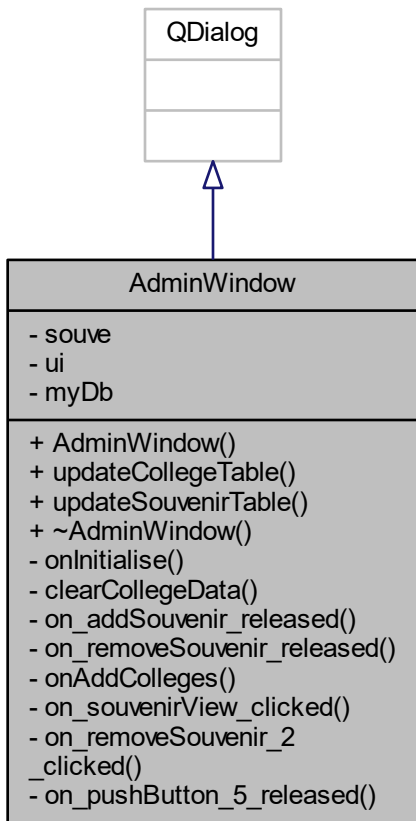 QDialog
AdminWindow
- souve
- ui
- myDb
+ AdminWindow()
+ updateCollegeTable()
+ updateSouvenirTable()
+ ~AdminWindow()
- onInitialise()
- clearCollegeData()
- on_addSouvenir_released()
- on_removeSouvenir_released()
- onAddColleges()
- on_souvenirView_clicked()
- on_removeSouvenir_2
_clicked()
- on_pushButton_5_released()